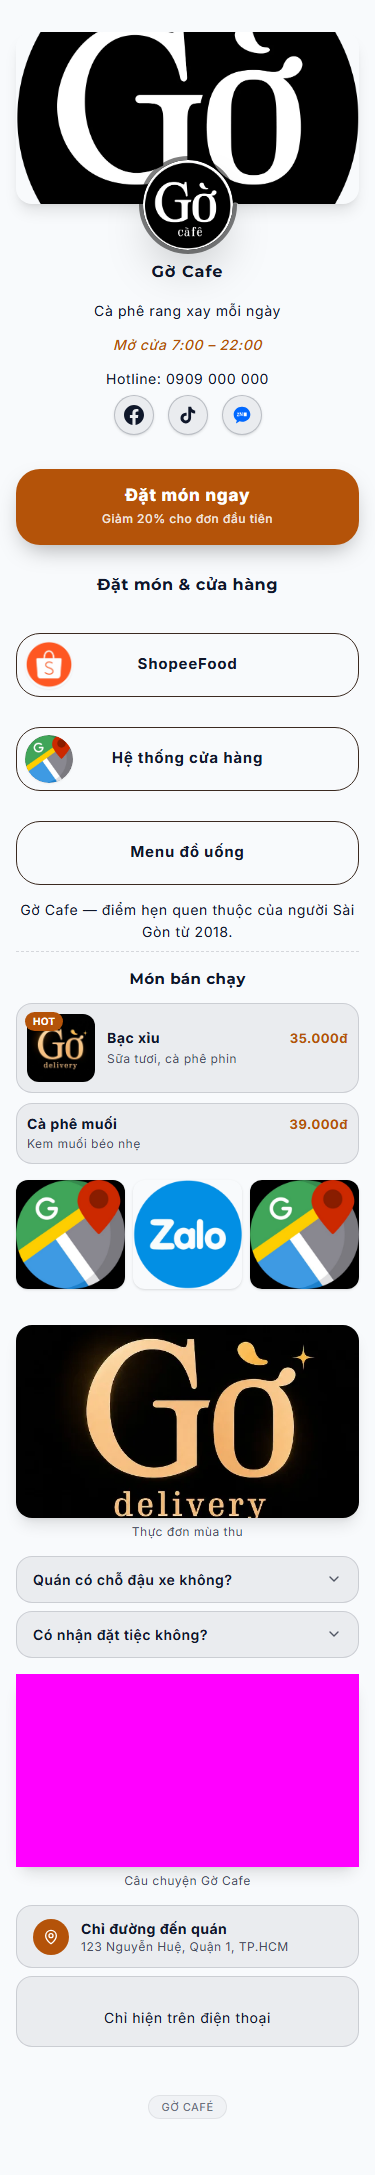 Gờ
Gờ
càfê
Gờ Cafe
Cà phê rang xay mỗi ngày
Mở cửa 7:00 – 22:00
Hotline: 0909 000 000
Đặt món ngay
Giảm 20% cho đơn đầu tiên
Đặt món & cửa hàng
ShopeeFood
Hệ thống cửa hàng
Menu đồ uống
Gờ Cafe — điểm hẹn quen thuộc của người Sài
Gòn từ 2018.
Món bán chạy
HOT
Gờ
delivery
Bạc xỉu
35.000đ
Sữa tươi, cà phê phin
Cà phê muối
39.000đ
Kem muối béo nhẹ
G
Zalo
G
Gờ
delivery
Thực đơn mùa thu
Quán có chỗ đậu xe không?
Có nhận đặt tiệc không?
Câu chuyện Gờ Cafe
Chỉ đường đến quán
123 Nguyễn Huệ, Quận 1, TP.HCM
Chỉ hiện trên điện thoại
GỜ CAFÉ